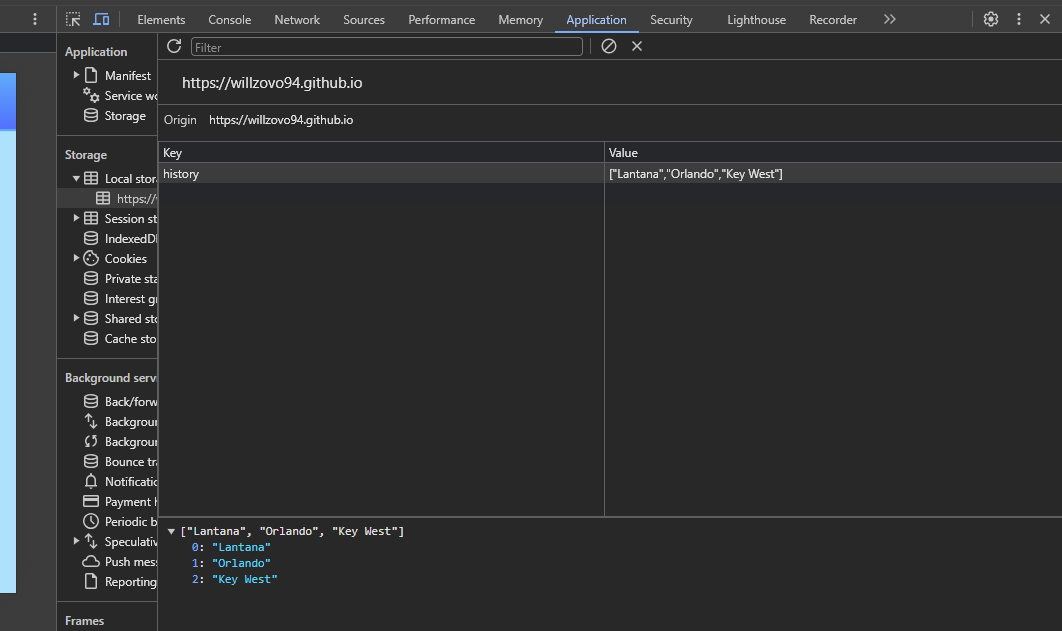 Elements Console Network Sources Performance Memory Application Security Lighthouse Recorder
Application
Manifest
Service wo
Storage
Storage
Local stor
https://
Session st
IndexedD
Cookies
Private sta
Interest gr
Shared sto
Cache sto
Background serv
Back/forw
Backgroun
Backgroun
Bounce tra
Notificatio
Payment h
Periodic b
Speculativ
Push mess
Reporting
Frames
Filter
https://willzovo94.github.io
Origin https://willzovo94.github.io
Key Value
history ["Lantana","Orlando","Key West"]
["Lantana", "Orlando", "Key West"]
0: "Lantana"
1: "Orlando"
2: "Key West"